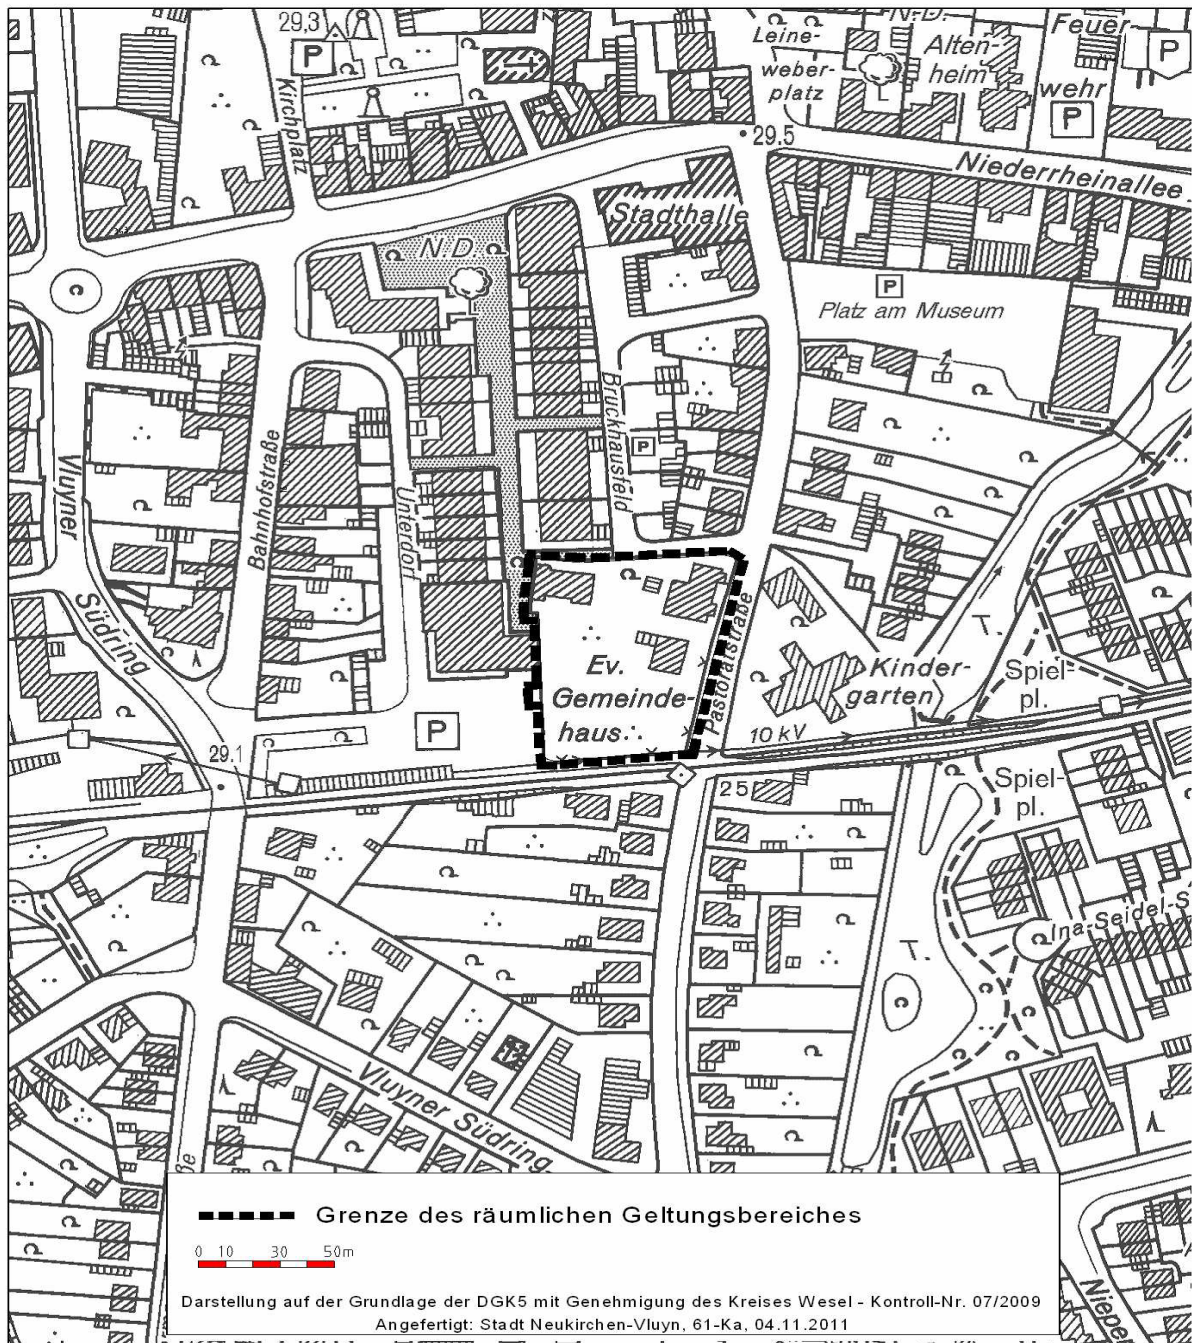 29,3
P
Kirchplatz
Leine-
weber-
platz
N.D.
Alten-
heim
Feuer-
wehr
P
P
29.5
Niederrheinallee
Stadthalle
N.D.
P
Platz am Museum
Bruckhausfeld
P
Vluyner
Südring
Bahnhofstraße
Unterdorf
Ev.
Gemeinde-
haus
Pastoratstraße
Kinder-
garten
Spiel-
pl.
10 kV
P
29.1
25
Spiel-
pl.
Ina-Seidel-S
Vluyner Südring
ße
Niepe
Grenze des räumlichen Geltungsbereiches
0 10 30 50m
Darstellung auf der Grundlage der DGK5 mit Genehmigung des Kreises Wesel - Kontroll-Nr. 07/2009
Angefertigt: Stadt Neukirchen-Vluyn, 61-Ka, 04.11.2011